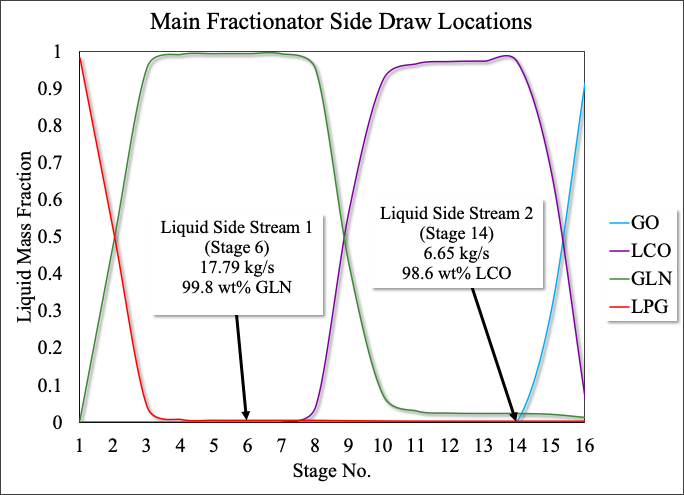 Main Fractionator Side Draw Locations
1
0.9
0.8
0.7
0.6
0.5
0.4
0.3
0.2
0.1
0
Liquid Mass Fraction
Liquid Side Stream 1
(Stage 6)
17.79 kg/s
99.8 wt% GLN
Liquid Side Stream 2
(Stage 14)
6.65 kg/s
98.6 wt% LCO
GO
LCO
GLN
LPG
1 2 3 4 5 6 7 8 9 10 11 12 13 14 15 16
Stage No.